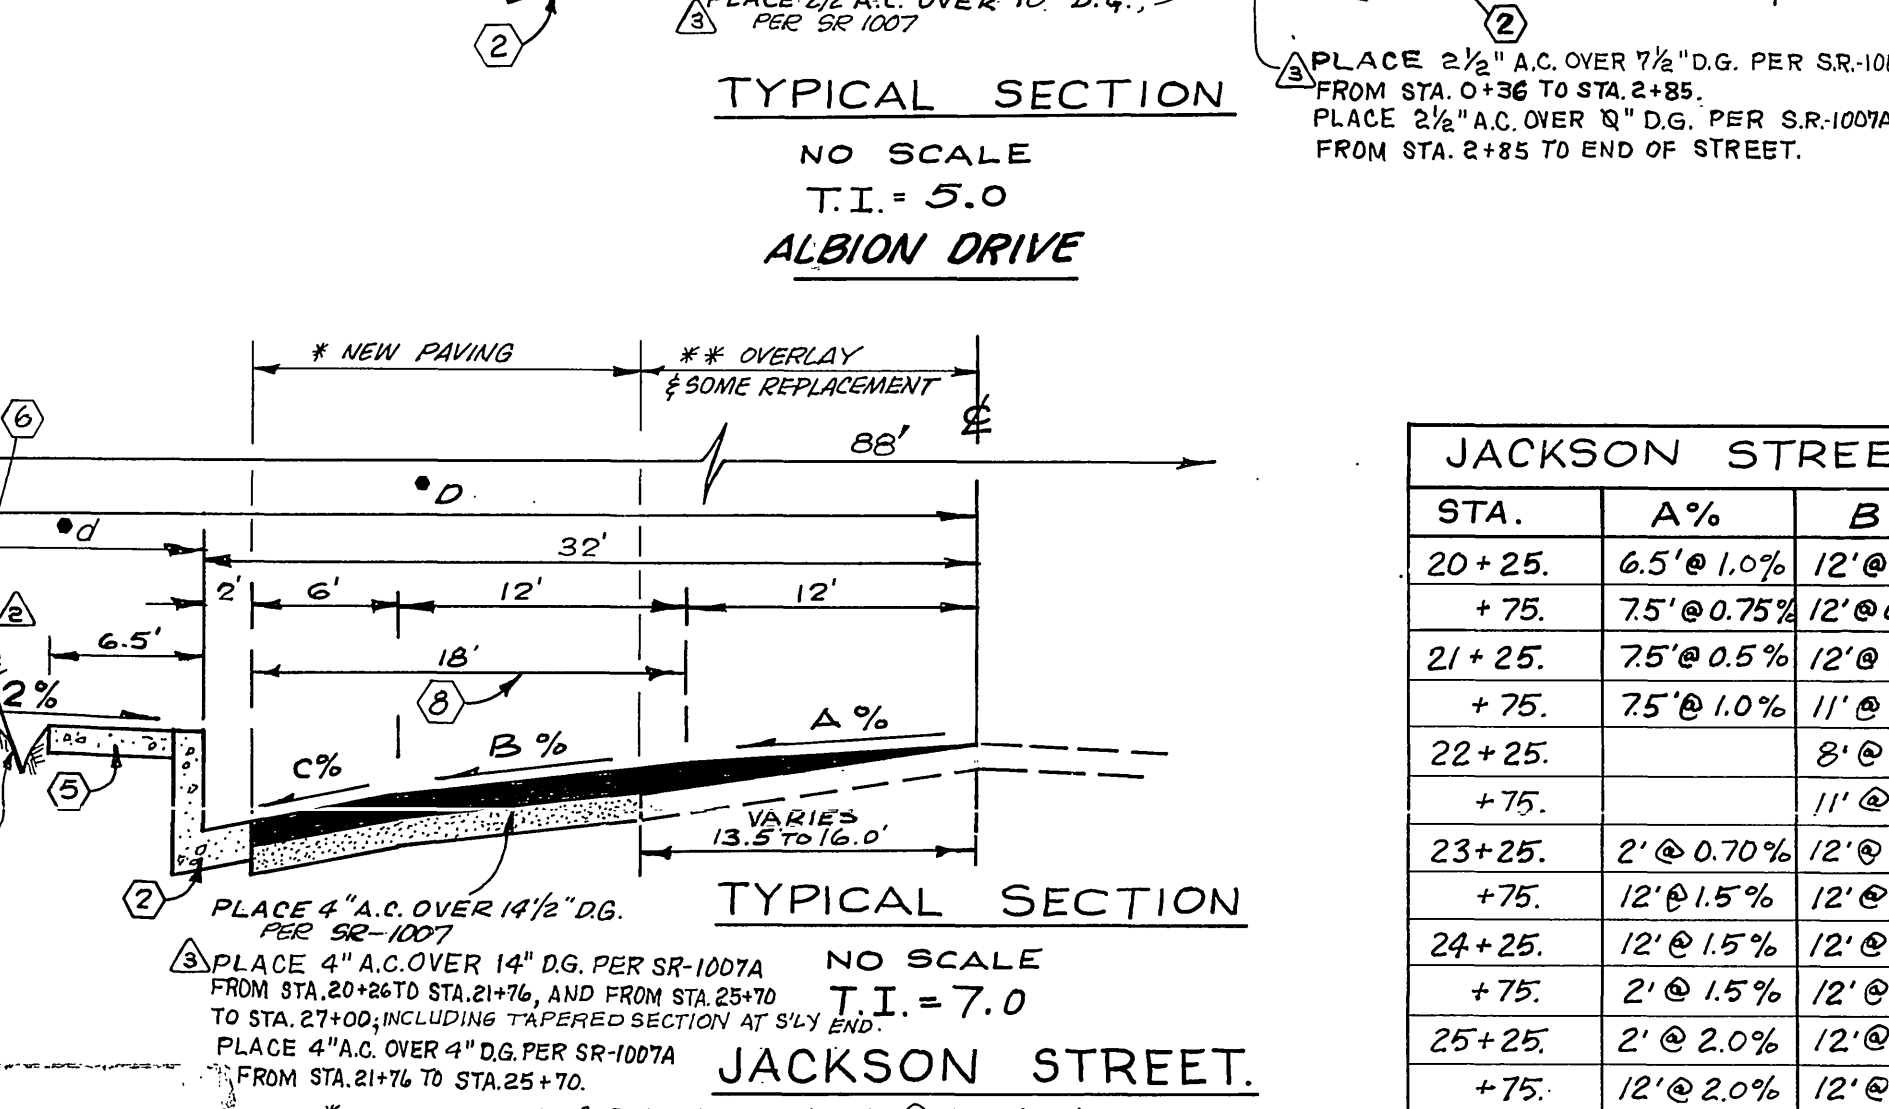 PLACE 2½ A.C. OVER 10" D.G.,
3 PER SR 1007
2
TYPICAL SECTION
NO SCALE
T.I. = 5.0
ALBION DRIVE
2
3 PLACE 2½" A.C. OVER 7½" D.G. PER S.R.-
FROM STA. 0+36 TO STA. 2+85.
PLACE 2½" A.C. OVER " D.G. PER S.R.-1007A
FROM STA. 2+85 TO END OF STREET.
* NEW PAVING
** OVERLAY
& SOME REPLACEMENT
℄
6
88'
D
d
32'
2' 6' 12' 12'
2
6.5'
18'
8
2%
A%
B%
C%
5
VARIES
13.5' TO 16.0'
2
PLACE 4" A.C. OVER 14½" D.G.
PER SR-1007
3 PLACE 4" A.C. OVER 14" D.G. PER SR-1007A
FROM STA. 20+26 TO STA. 21+76, AND FROM STA. 25+70
TO STA. 27+00; INCLUDING TAPERED SECTION AT S'LY END.
PLACE 4" A.C. OVER 4" D.G. PER SR-1007A
FROM STA. 21+76 TO STA. 25+70.
*
TYPICAL SECTION
NO SCALE
T.I. = 7.0
JACKSON STREET.
JACKSON STREE
STA. A% B
20+25. 6.5' @ 1.0% 12' @
+75. 7.5' @ 0.75% 12' @
21+25. 7.5' @ 0.5% 12' @
+75. 7.5' @ 1.0% 11' @
22+25. 8' @
+75. 11' @
23+25. 2' @ 0.70% 12' @
+75. 12' @ 1.5% 12' @
24+25. 12' @ 1.5% 12' @
+75. 2' @ 1.5% 12' @
25+25. 2' @ 2.0% 12' @
+75. 12' @ 2.0% 12' @